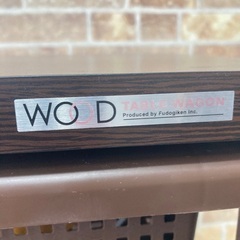 WOOD TABLE WAGON
Produced by Fudogiken Inc.